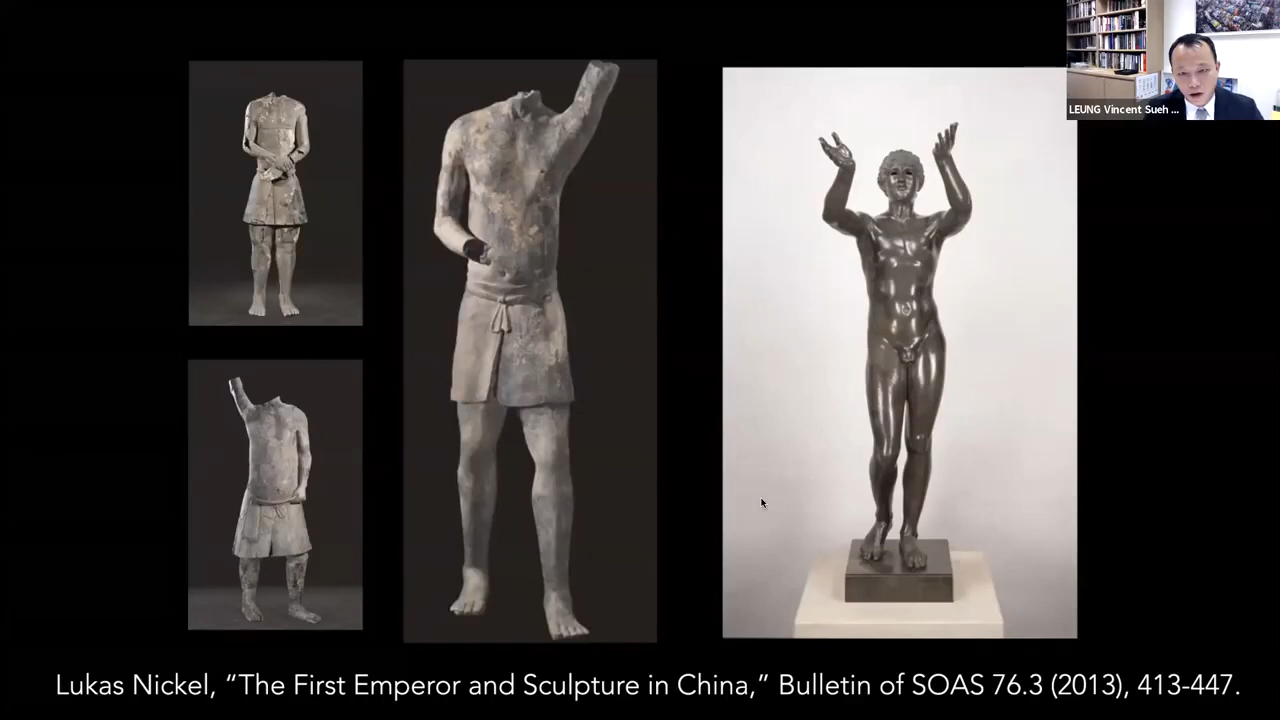 LEUNG Vincent Sueh ...
Lukas Nickel, “The First Emperor and Sculpture in China,” Bulletin of SOAS 76.3 (2013), 413-447.